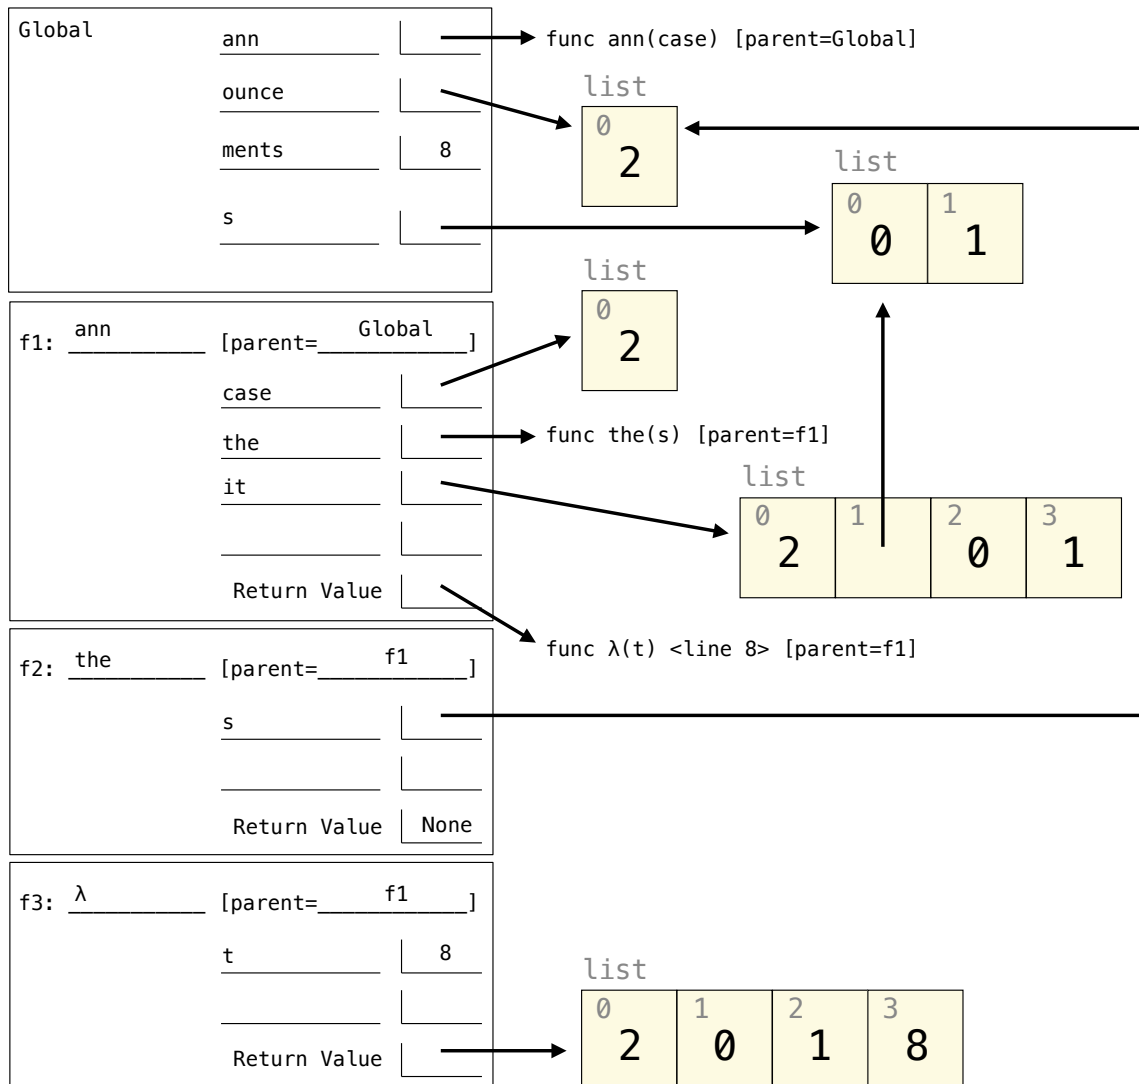 Global
ann func ann(case) [parent=Global]
list
ounce
0
2
ments 8
list
s
0 1
0 1
list
0
2
f1: ann [parent=Global]
case
the func the(s) [parent=f1]
list
it
0 1 2 3
2 0 1
Return Value
func λ(t) <line 8> [parent=f1]
f2: the [parent=f1]
s
Return Value None
f3: λ [parent=f1]
t 8
list
0 1 2 3
2 0 1 8
Return Value